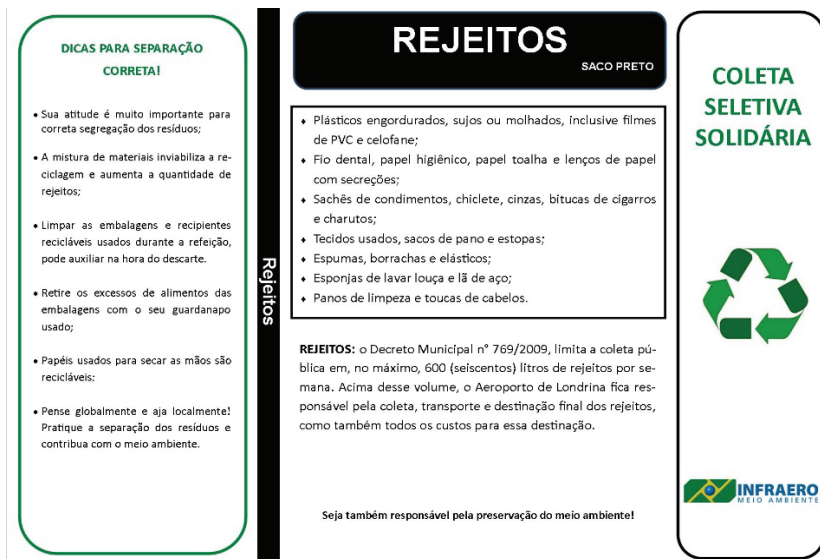 DICAS PARA SEPARAÇÃO
CORRETA!
• Sua atitude é muito importante para
correta segregação dos resíduos;
• A mistura de materiais inviabiliza a re-
ciclagem e aumenta a quantidade de
rejeitos;
• Limpar as embalagens e recipientes
recicláveis usados durante a refeição,
pode auxiliar na hora do descarte.
• Retire os excessos de alimentos das
embalagens com o seu guardanapo
usado;
• Papéis usados para secar as mãos são
recicláveis;
• Pense globalmente e aja localmente!
Pratique a separação dos resíduos e
contribua com o meio ambiente.
Rejeitos
REJEITOS
SACO PRETO
♦ Plásticos engordurados, sujos ou molhados, inclusive filmes
de PVC e celofane;
♦ Fio dental, papel higiênico, papel toalha e lenços de papel
com secreções;
♦ Sachês de condimentos, chiclete, cinzas, bitucas de cigarros
e charutos;
♦ Tecidos usados, sacos de pano e estopas;
♦ Espumas, borrachas e elásticos;
♦ Esponjas de lavar louça e lã de aço;
♦ Panos de limpeza e toucas de cabelos.
REJEITOS: o Decreto Municipal n° 769/2009, limita a coleta pú-
blica em, no máximo, 600 (seiscentos) litros de rejeitos por se-
mana. Acima desse volume, o Aeroporto de Londrina fica res-
ponsável pela coleta, transporte e destinação final dos rejeitos,
como também todos os custos para essa destinação.
Seja também responsável pela preservação do meio ambiente!
COLETA
SELETIVA
SOLIDÁRIA
INFRAERO
MEIO AMBIENTE